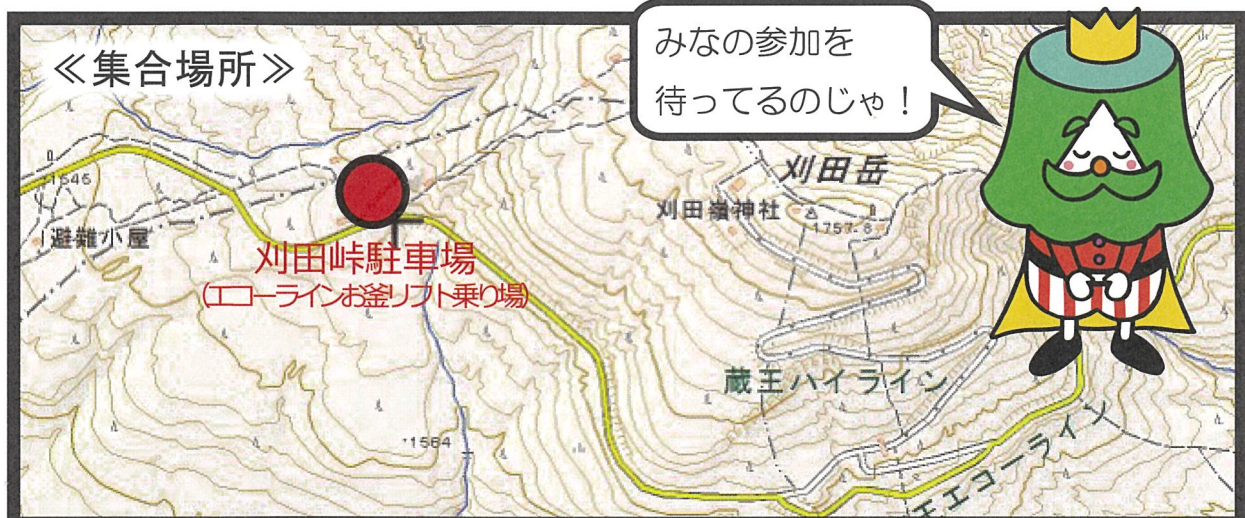 ≪集合場所≫
みなの参加を
待ってるのじゃ！
刈田岳
刈田嶺神社
1757.8
1646
避難小屋
刈田峠駐車場
(エコーラインお釜リフト乗り場)
蔵王ハイライン
1564
王エコーライン